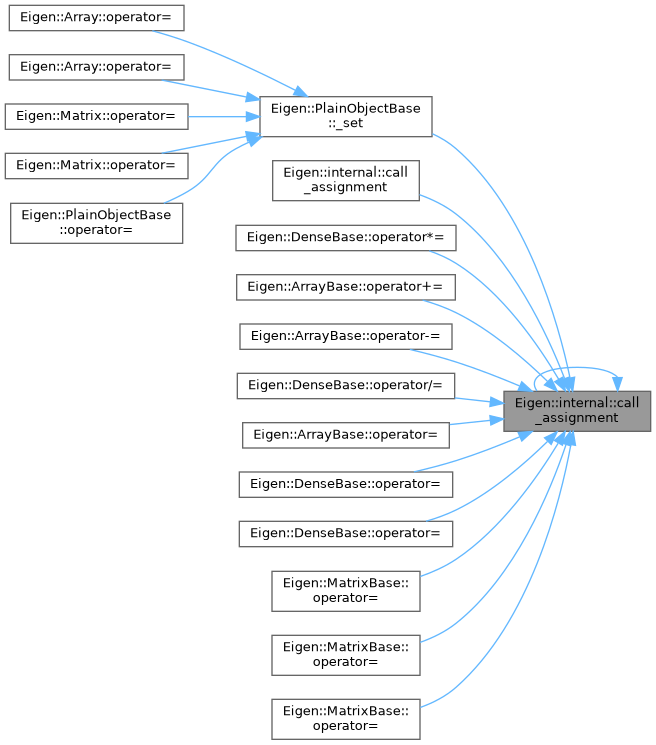 Eigen::Array::operator=
Eigen::Array::operator=
Eigen::Matrix::operator=
Eigen::Matrix::operator=
Eigen::PlainObjectBase
::operator=
Eigen::PlainObjectBase
::_set
Eigen::internal::call
_assignment
Eigen::DenseBase::operator*=
Eigen::ArrayBase::operator+=
Eigen::ArrayBase::operator-=
Eigen::DenseBase::operator/=
Eigen::ArrayBase::operator=
Eigen::DenseBase::operator=
Eigen::DenseBase::operator=
Eigen::MatrixBase::
operator=
Eigen::MatrixBase::
operator=
Eigen::MatrixBase::
operator=
Eigen::internal::call
_assignment